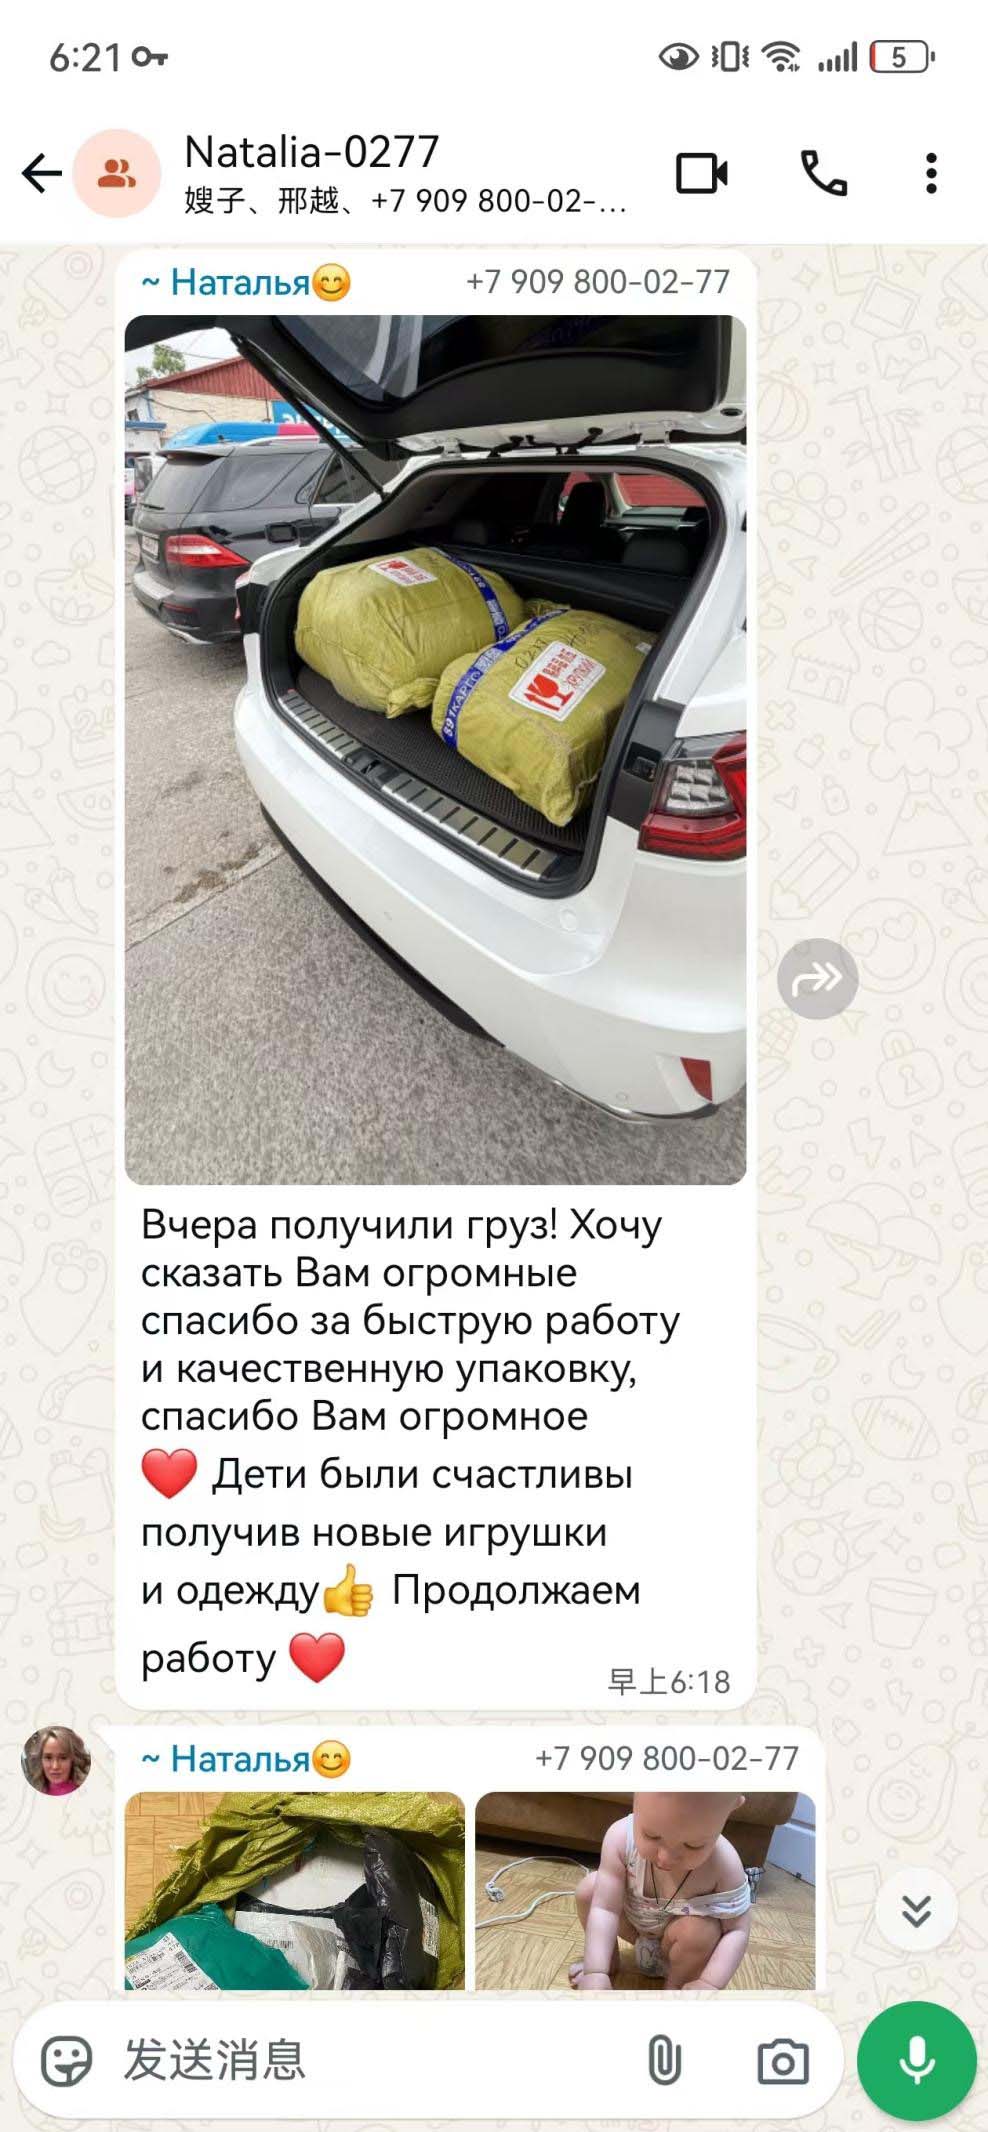 6:21
5
Natalia-0277
嫂子、邢越、+7 909 800-02-...
~ Наталья😊 +7 909 800-02-77
0277
891КАРГО
ХРУПКИЙ
Вчера получили груз! Хочу
сказать Вам огромные
спасибо за быструю работу
и качественную упаковку,
спасибо Вам огромное
❤️ Дети были счастливы
получив новые игрушки
и одежду👍 Продолжаем
работу ❤️
早上6:18
~ Наталья😊 +7 909 800-02-77
发送消息